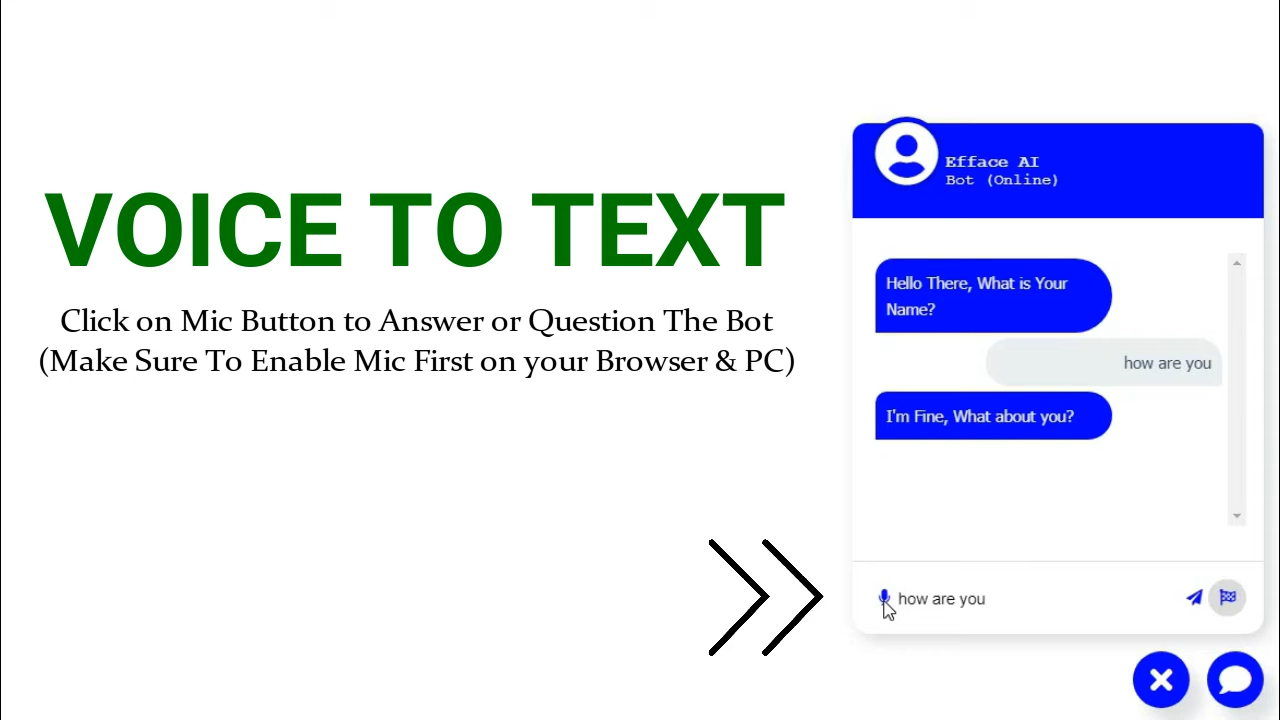 VOICE TO TEXT
Click on Mic Button to Answer or Question The Bot
(Make Sure To Enable Mic First on your Browser & PC)
Efface AI
Bot (Online)
Hello There, What is Your
Name?
how are you
I'm Fine, What about you?
how are you